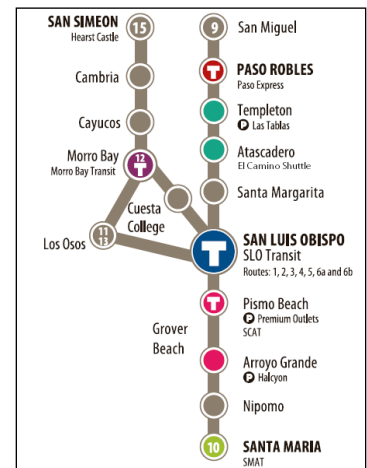 SAN SIMEON
Hearst Castle
15
Cambria
Cayucos
Morro Bay
Morro Bay Transit
12
T
Cuesta
College
Los Osos
11
13
9
San Miguel
T
PASO ROBLES
Paso Express
Templeton
P Las Tablas
Atascadero
El Camino Shuttle
Santa Margarita
T
SAN LUIS OBISPO
SLO Transit
Routes: 1, 2, 3, 4, 5, 6a and 6b
T
Pismo Beach
P Premium Outlets
SCAT
Grover
Beach
Arroyo Grande
P Halcyon
Nipomo
10
SANTA MARIA
SMAT